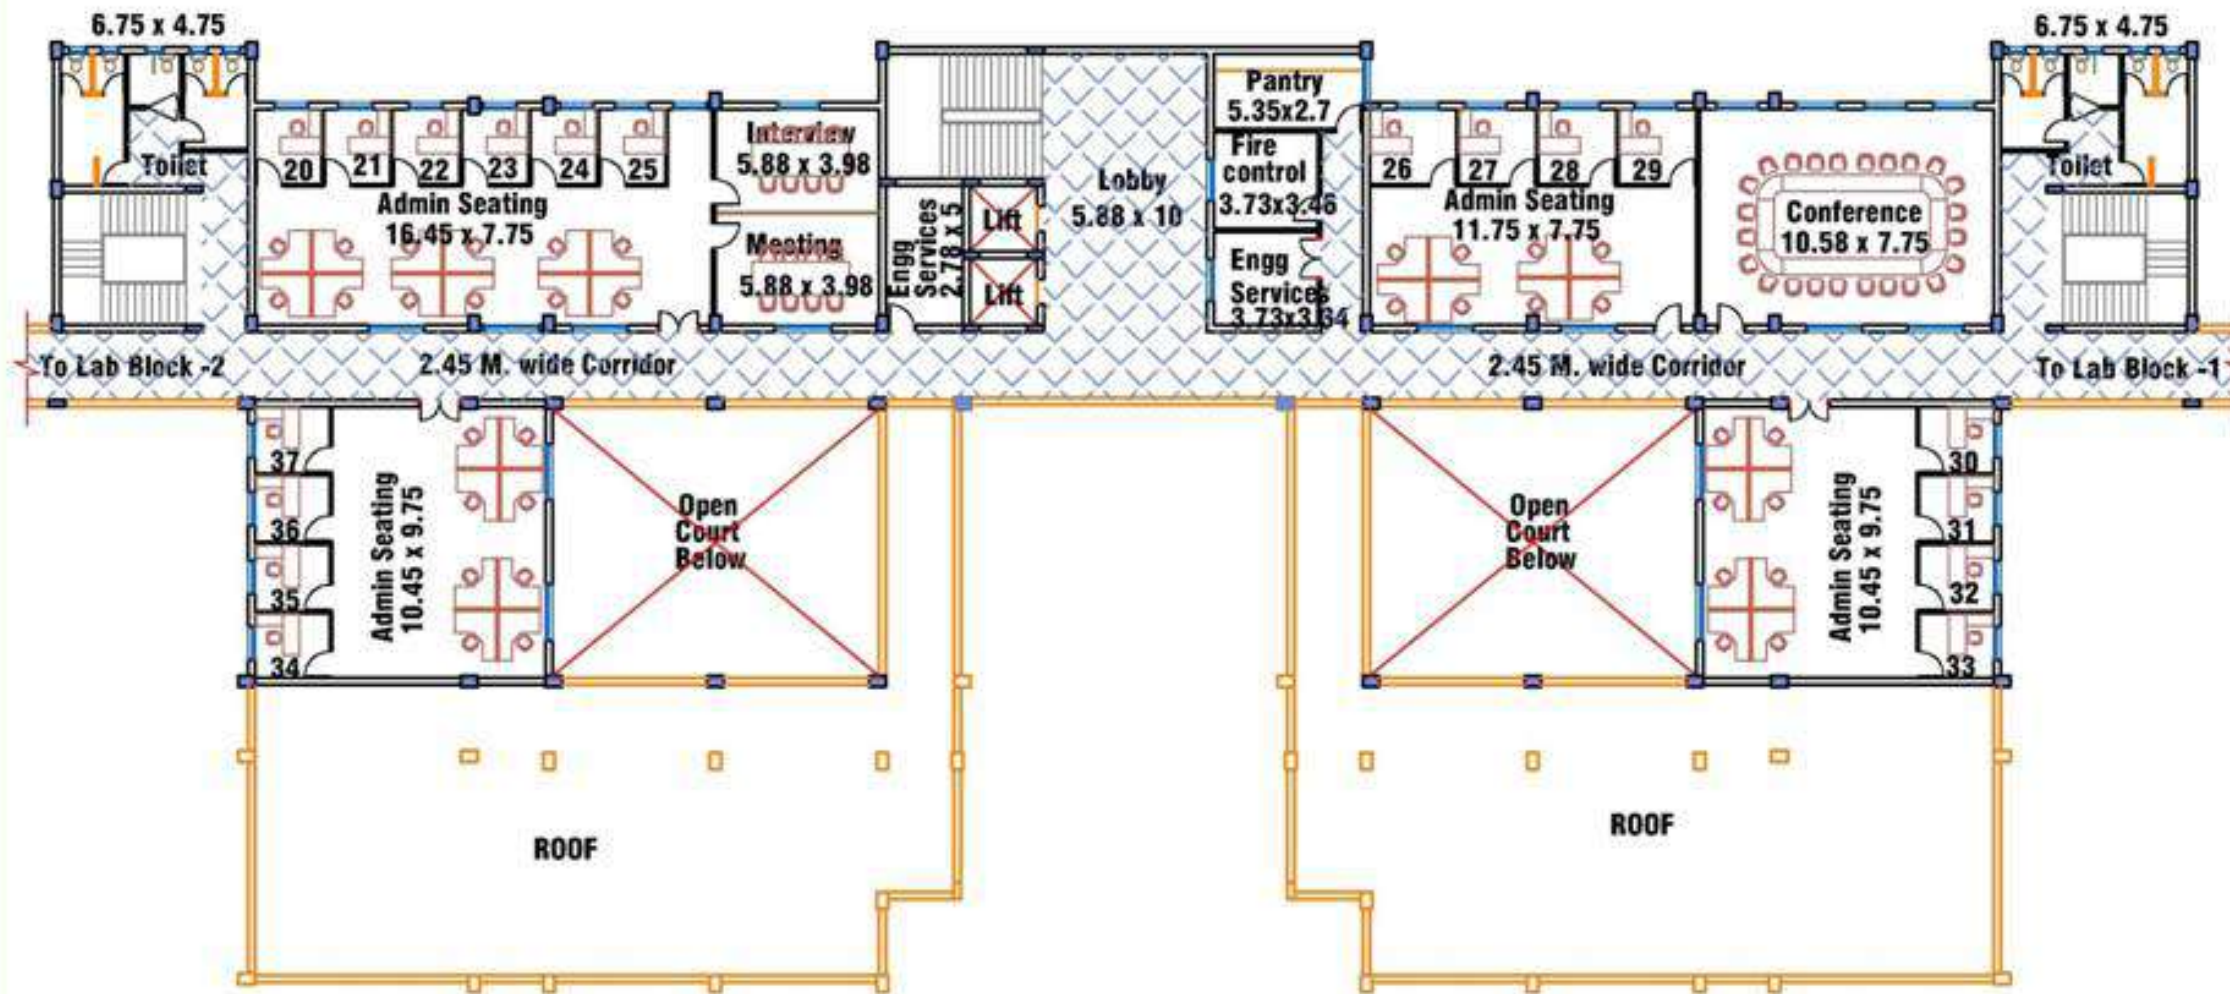 6.75 x 4.75
6.75 x 4.75
Pantry
5.35x2.7
Interview
5.88 x 3.98
Fire
control
3.73x3.46
Toilet
20
21
22
23
24
25
Lobby
5.88 x 10
26
27
28
29
Toilet
Admin Seating
16.45 x 7.75
Admin Seating
11.75 x 7.75
Conference
10.58 x 7.75
Meeting
5.88 x 3.98
Engg
Services
2.78 x 5
Lift
Lift
Engg
Services
3.73x3.34
To Lab Block -2
2.45 M. wide Corridor
2.45 M. wide Corridor
To Lab Block -1
37
36
35
34
Admin Seating
10.45 x 9.75
Open
Court
Below
Open
Court
Below
Admin Seating
10.45 x 9.75
30
31
32
33
ROOF
ROOF